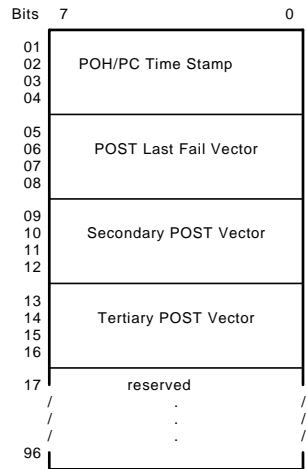 Bits 7 0
01
02 POH/PC Time Stamp
03
04
05
06 POST Last Fail Vector
07
08
09
10 Secondary POST Vector
11
12
13
14 Tertiary POST Vector
15
16
17 reserved
/ . /
/ . /
/ . /
96